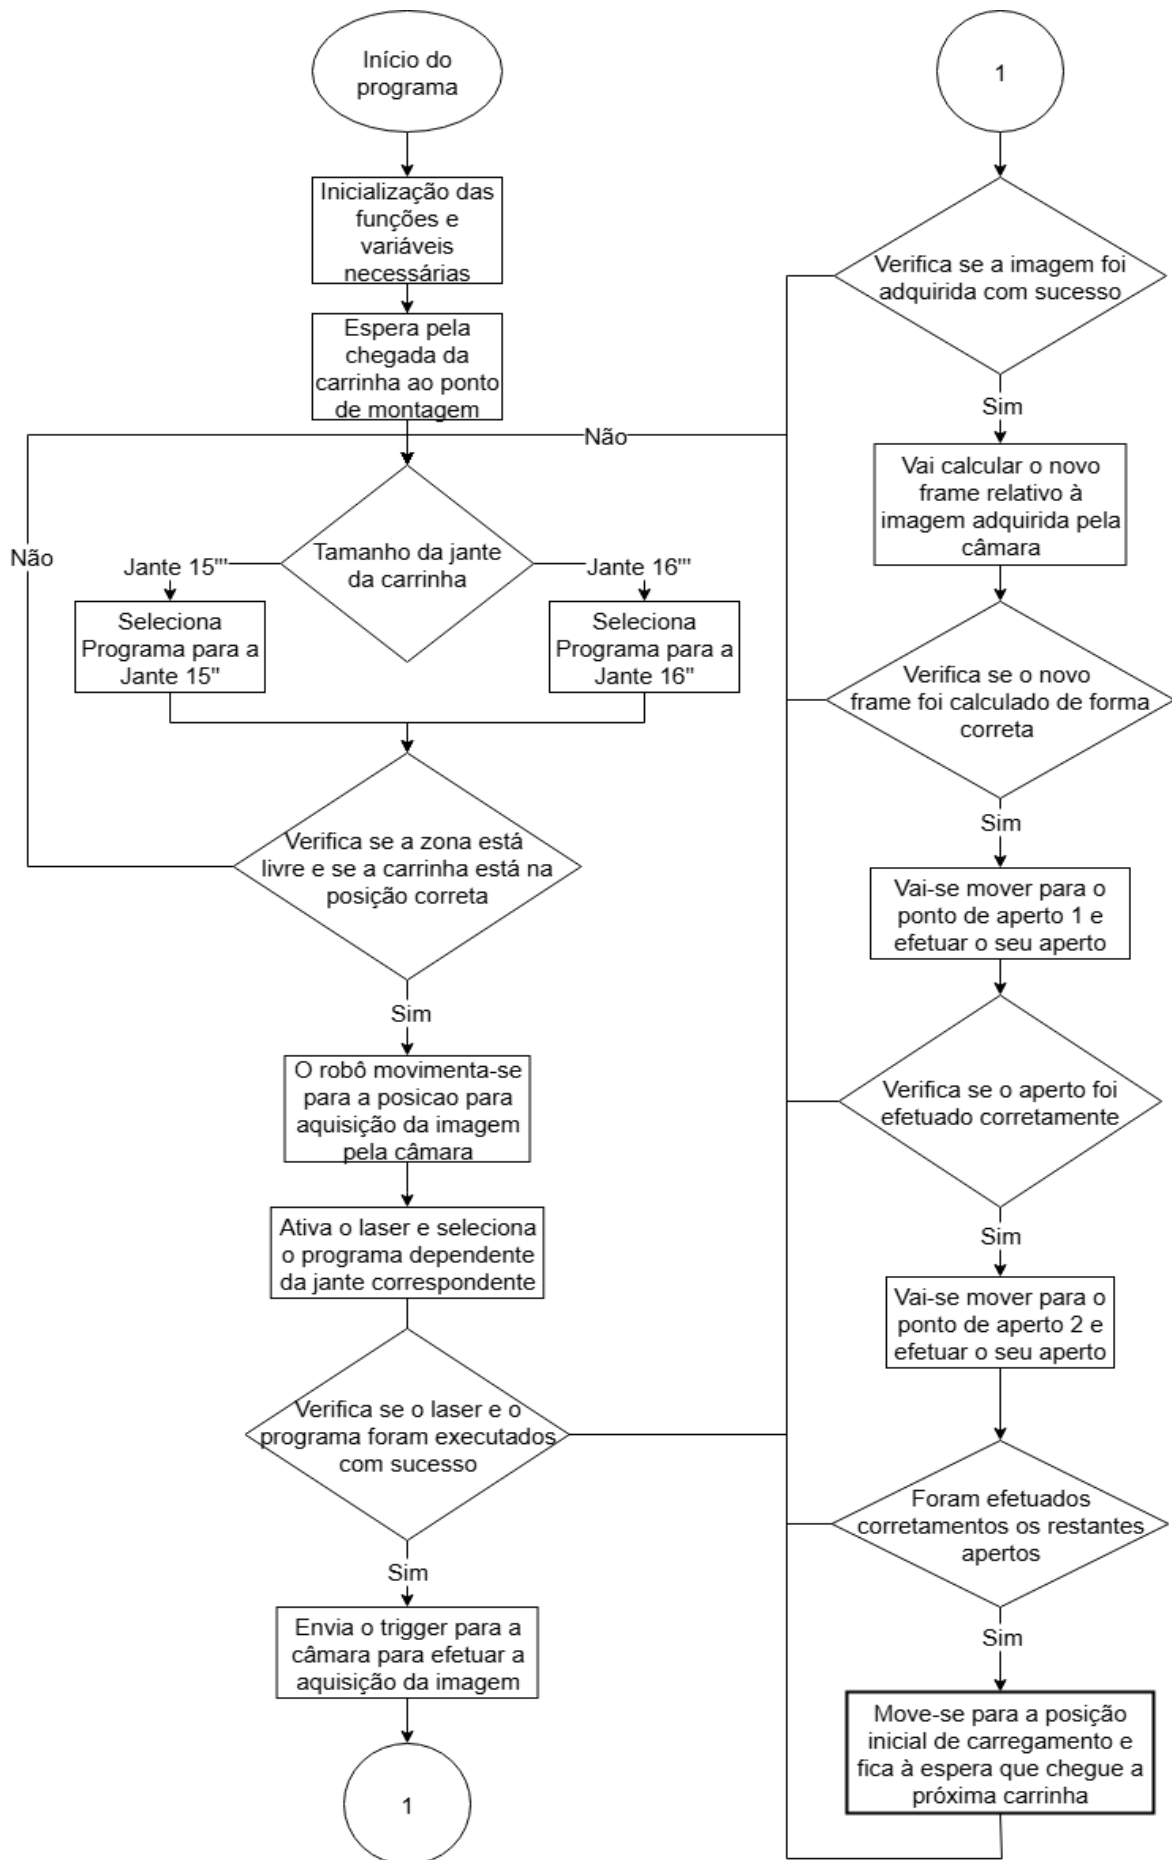 Início do
programa
Inicialização das
funções e
variáveis
necessárias
Espera pela
chegada da
carrinha ao ponto
de montagem
Não
Não
Tamanho da jante
da carrinha
Jante 15'''
Jante 16'''
Seleciona
Programa para a
Jante 15''
Seleciona
Programa para a
Jante 16''
Verifica se a zona está
livre e se a carrinha está na
posição correta
Sim
O robô movimenta-se
para a posicao para
aquisição da imagem
pela câmara
Ativa o laser e seleciona
o programa dependente
da jante correspondente
Verifica se o laser e o
programa foram executados
com sucesso
Sim
Envia o trigger para a
câmara para efetuar a
aquisição da imagem
1
1
Verifica se a imagem foi
adquirida com sucesso
Sim
Vai calcular o novo
frame relativo à
imagem adquirida pela
câmara
Verifica se o novo
frame foi calculado de forma
correta
Sim
Vai-se mover para o
ponto de aperto 1 e
efetuar o seu aperto
Verifica se o aperto foi
efetuado corretamente
Sim
Vai-se mover para o
ponto de aperto 2 e
efetuar o seu aperto
Foram efetuados
corretamentos os restantes
apertos
Sim
Move-se para a posição
inicial de carregamento e
fica à espera que chegue a
próxima carrinha